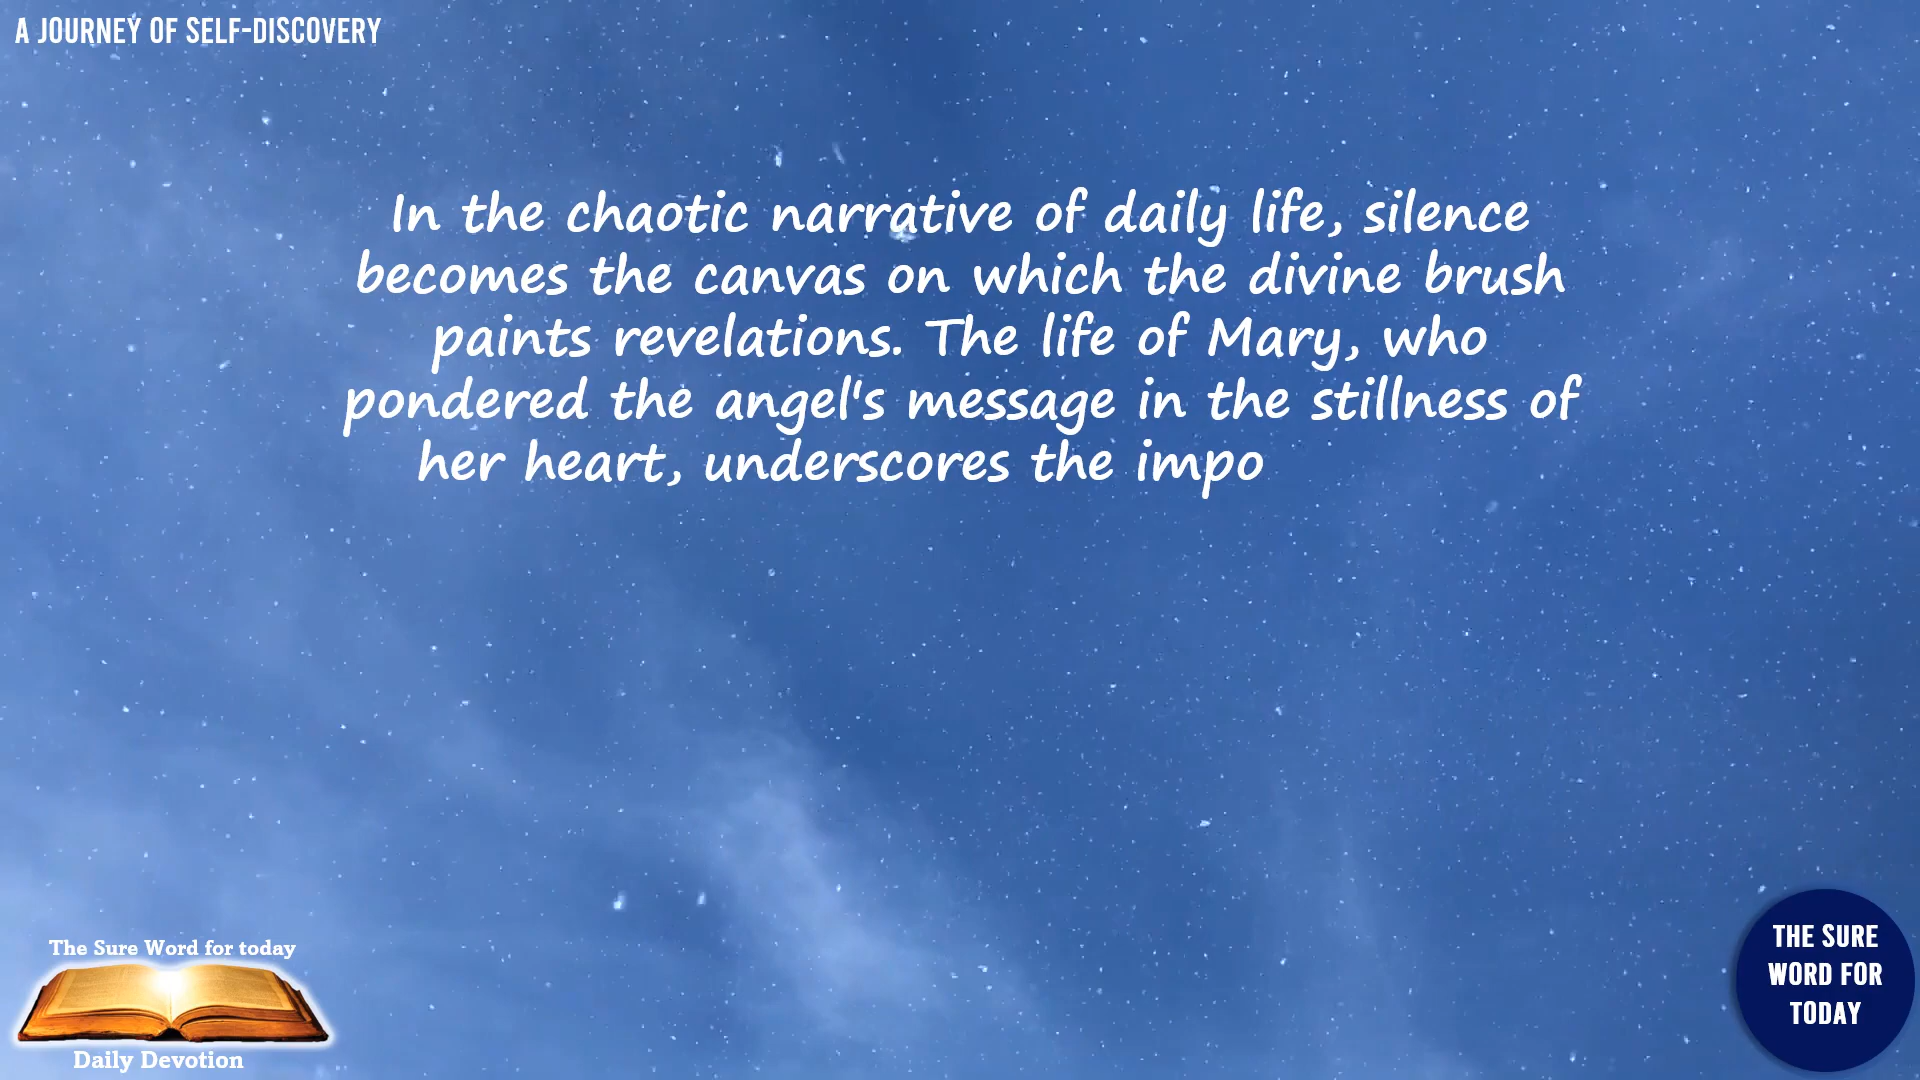 A JOURNEY OF SELF-DISCOVERY
In the chaotic narrative of daily life, silence
becomes the canvas on which the divine brush
paints revelations. The life of Mary, who
pondered the angel's message in the stillness of
her heart, underscores the impo
The Sure Word for today
Daily Devotion
THE SURE
WORD FOR
TODAY